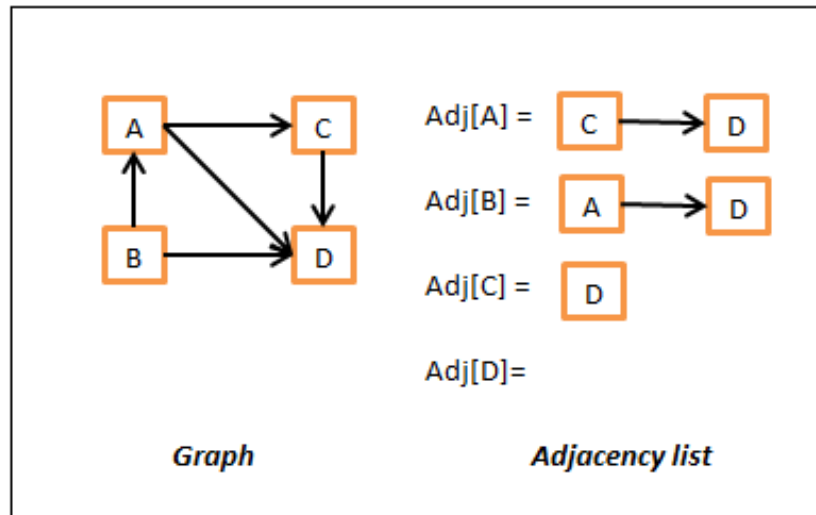 A
C
B
D
Graph
Adj[A] = C D
Adj[B] = A D
Adj[C] = D
Adj[D]=
Adjacency list